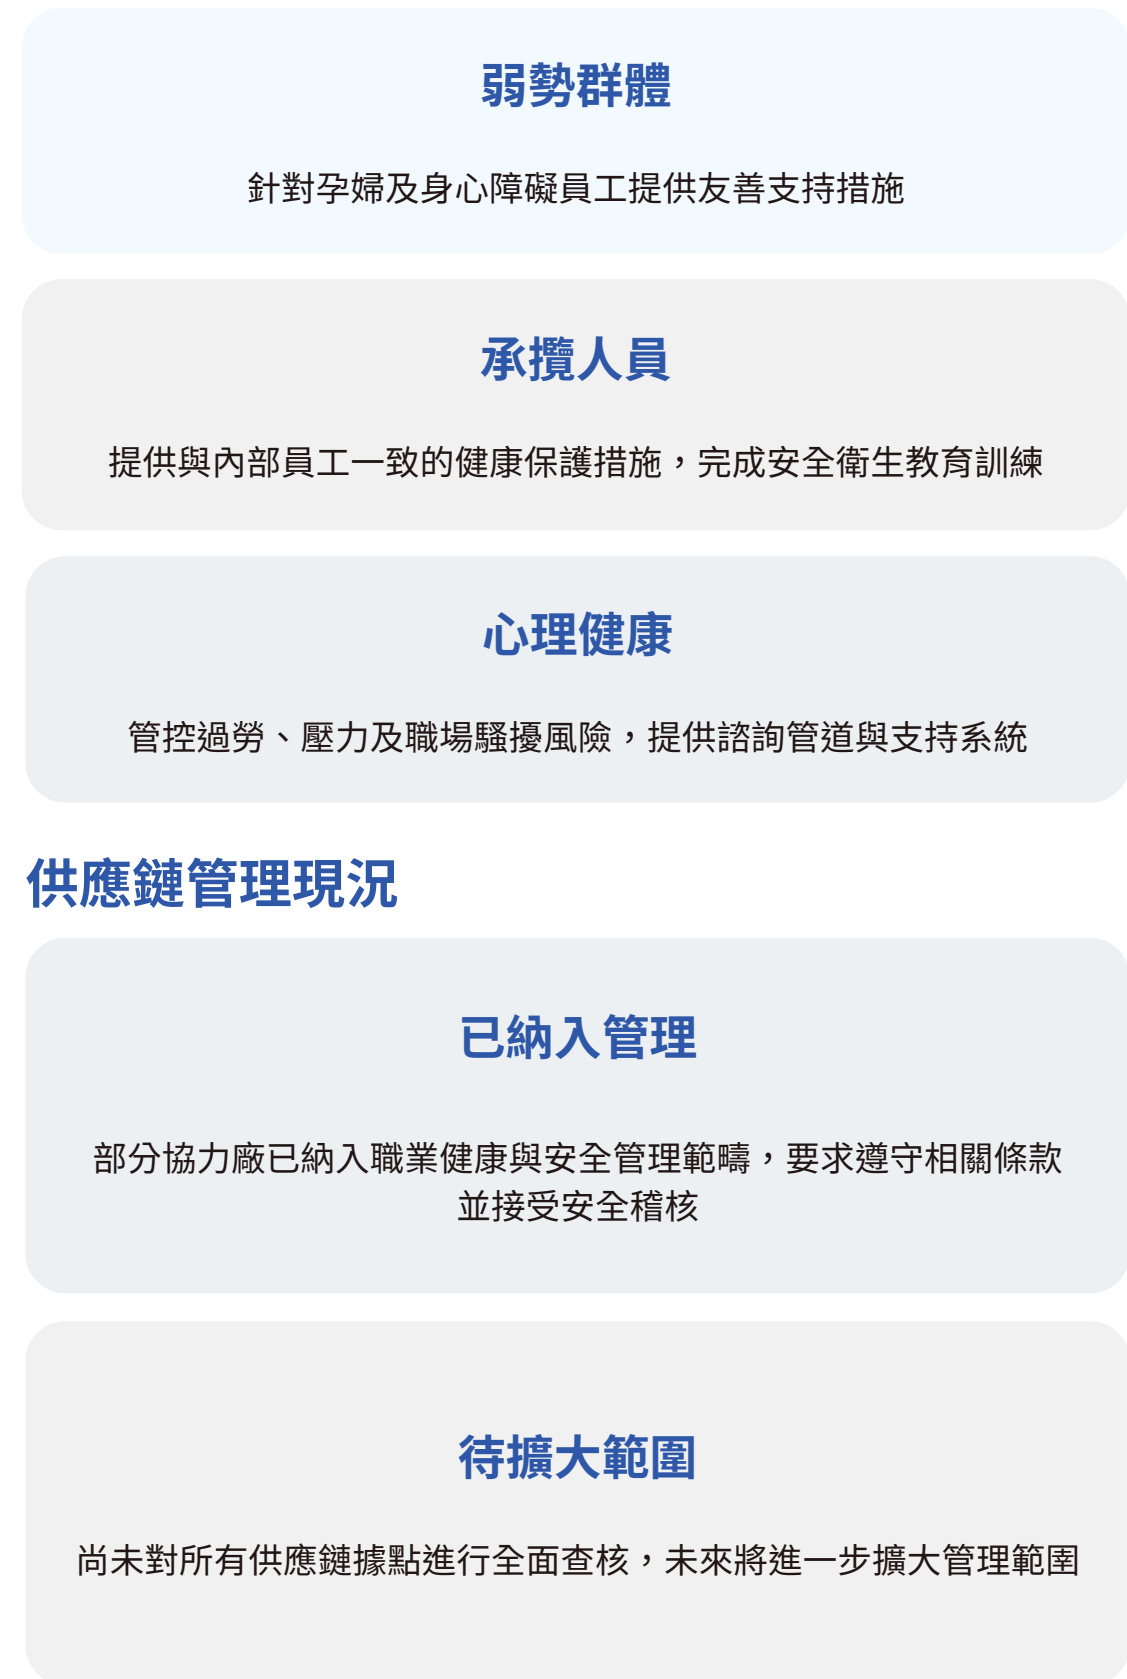 弱勢群體
針對孕婦及身心障礙員工提供友善支持措施
承攬人員
提供與內部員工一致的健康保護措施，完成安全衛生教育訓練
心理健康
管控過勞、壓力及職場騷擾風險，提供諮詢管道與支持系統
供應鏈管理現況
已納入管理
部分協力廠已納入職業健康與安全管理範疇，要求遵守相關條款
並接受安全稽核
待擴大範圍
尚未對所有供應鏈據點進行全面查核，未來將進一步擴大管理範圉